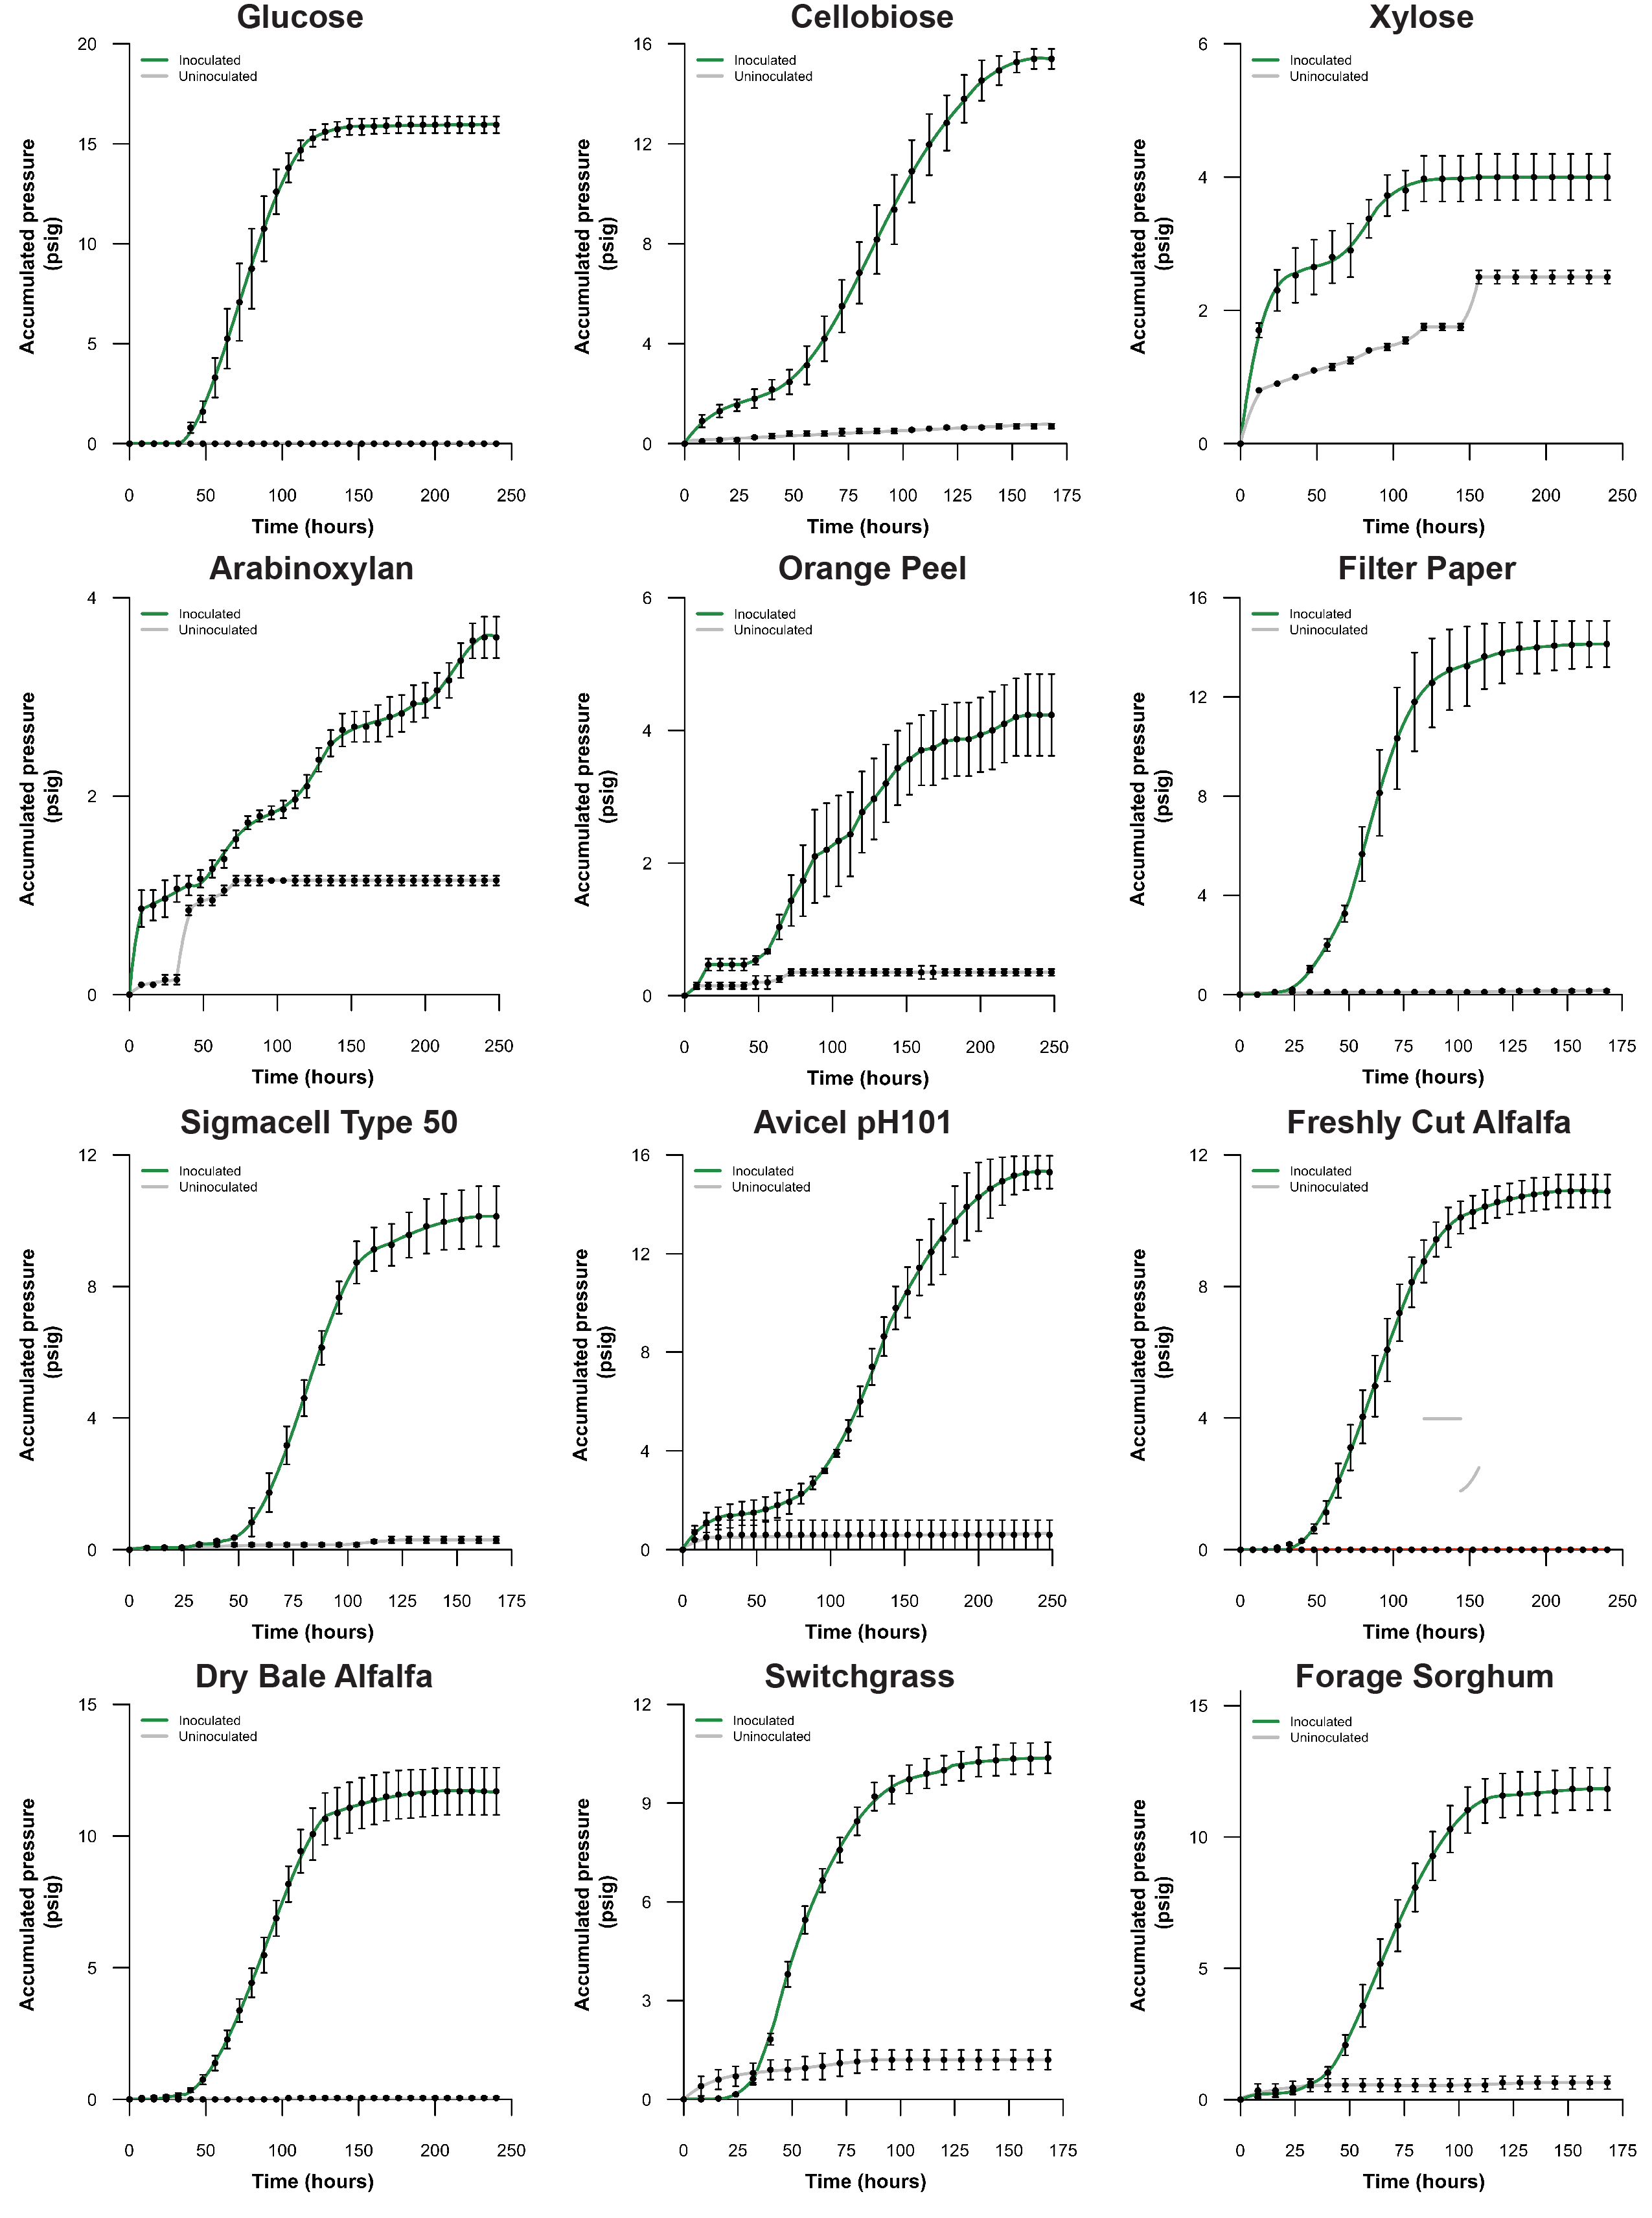 Glucose
Accumulated pressure
(psig)
20
15
10
5
0
Inoculated
Uninoculated
0 50 100 150 200 250
Time (hours)
Cellobiose
Accumulated pressure
(psig)
16
12
8
4
0
Inoculated
Uninoculated
0 25 50 75 100 125 150 175
Time (hours)
Xylose
Accumulated pressure
(psig)
6
4
2
0
Inoculated
Uninoculated
0 50 100 150 200 250
Time (hours)
Arabinoxylan
Accumulated pressure
(psig)
4
2
0
Inoculated
Uninoculated
0 50 100 150 200 250
Time (hours)
Orange Peel
Accumulated pressure
(psig)
6
4
2
0
Inoculated
Uninoculated
0 50 100 150 200 250
Time (hours)
Filter Paper
Accumulated pressure
(psig)
16
12
8
4
0
Inoculated
Uninoculated
0 25 50 75 100 125 150 175
Time (hours)
Sigmacell Type 50
Accumulated pressure
(psig)
12
8
4
0
Inoculated
Uninoculated
0 25 50 75 100 125 150 175
Time (hours)
Avicel pH101
Accumulated pressure
(psig)
16
12
8
4
0
Inoculated
Uninoculated
0 50 100 150 200 250
Time (hours)
Freshly Cut Alfalfa
Accumulated pressure
(psig)
12
8
4
0
Inoculated
Uninoculated
0 50 100 150 200 250
Time (hours)
Dry Bale Alfalfa
Accumulated pressure
(psig)
15
10
5
0
Inoculated
Uninoculated
0 50 100 150 200 250
Time (hours)
Switchgrass
Accumulated pressure
(psig)
12
9
6
3
0
Inoculated
Uninoculated
0 25 50 75 100 125 150 175
Time (hours)
Forage Sorghum
Accumulated pressure
(psig)
15
10
5
0
Inoculated
Uninoculated
0 25 50 75 100 125 150 175
Time (hours)